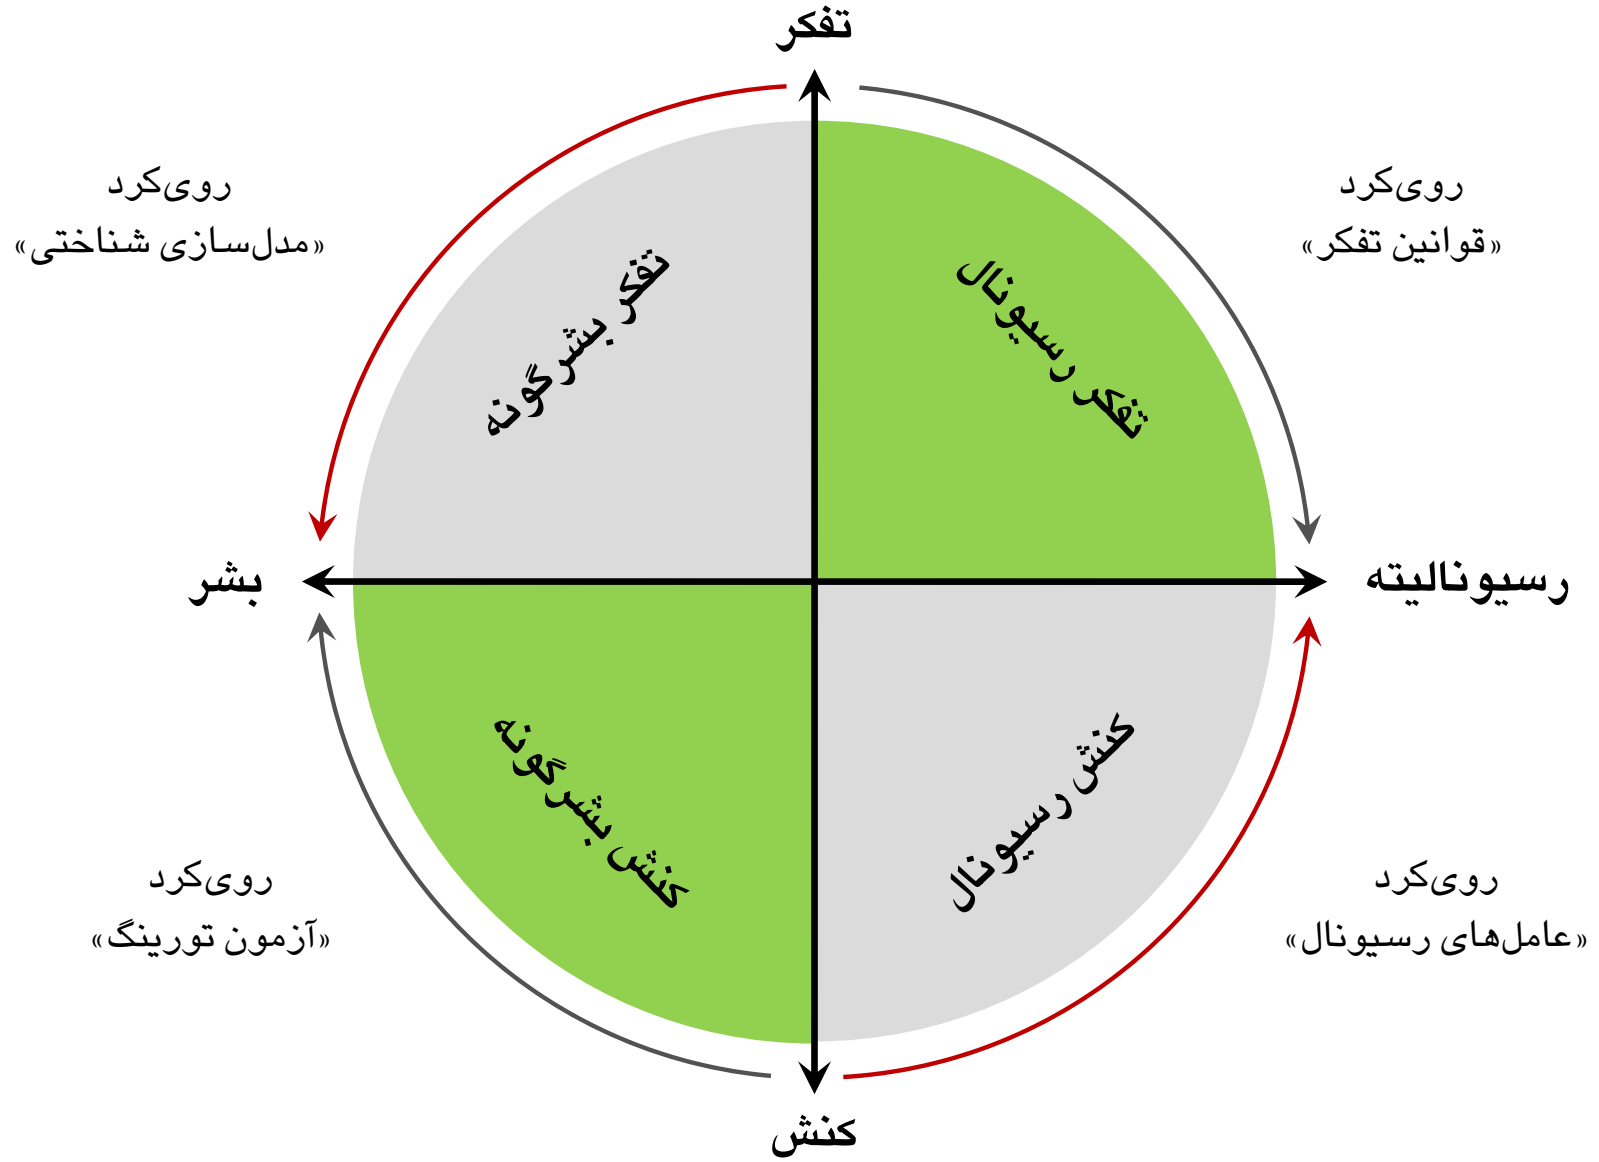 تفکر
روی‌کرد
«قوانین تفکر»
روی‌کرد
«مدل‌سازی شناختی»
تفکر رسیونال
تفکر بشرگونه
رسیونالیته
بشر
کنش رسیونال
کنش بشرگونه
روی‌کرد
«عامل‌های رسیونال»
روی‌کرد
«آزمون تورینگ»
کنش